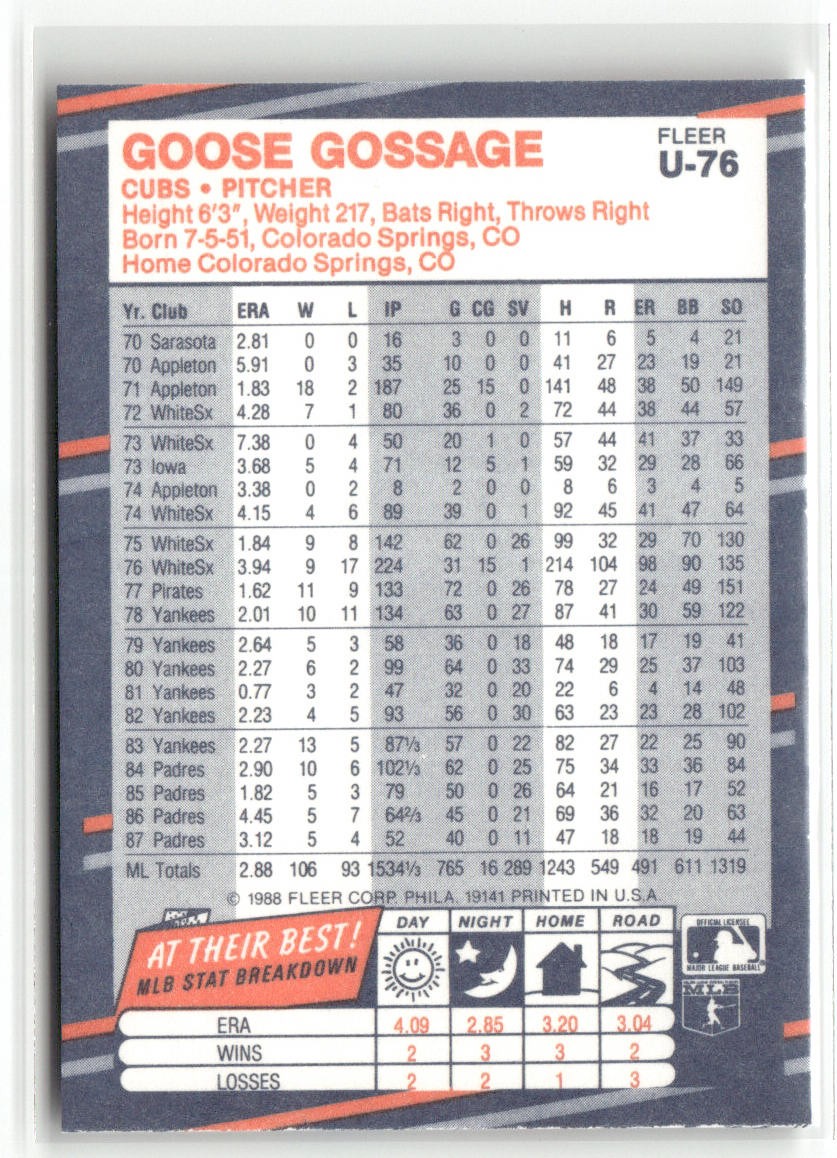 GOOSE GOSSAGE
FLEER
U-76
CUBS • PITCHER
Height 6'3", Weight 217, Bats Right, Throws Right
Born 7-5-51, Colorado Springs, CO
Home Colorado Springs, CO
Yr. Club ERA W L IP G CG SV H R ER BB SO
70 Sarasota 2.81 0 0 16 3 0 0 11 6 5 4 21
70 Appleton 5.91 0 3 35 10 0 0 41 27 23 19 21
71 Appleton 1.83 18 2 187 25 15 0 141 48 38 50 149
72 WhiteSx 4.28 7 1 80 36 0 2 72 44 38 44 57
73 WhiteSx 7.38 0 4 50 20 1 0 57 44 41 37 33
73 Iowa 3.68 5 4 71 12 5 1 59 32 29 28 66
74 Appleton 3.38 0 2 8 2 0 0 8 6 3 4 5
74 WhiteSx 4.15 4 6 89 39 0 1 92 45 41 47 64
75 WhiteSx 1.84 9 8 142 62 0 26 99 32 29 70 130
76 WhiteSx 3.94 9 17 224 31 15 1 214 104 98 90 135
77 Pirates 1.62 11 9 133 72 0 26 78 27 24 49 151
78 Yankees 2.01 10 11 134 63 0 27 87 41 30 59 122
79 Yankees 2.64 5 3 58 36 0 18 48 18 17 19 41
80 Yankees 2.27 6 2 99 64 0 33 74 29 25 37 103
81 Yankees 0.77 3 2 47 32 0 20 22 6 4 14 48
82 Yankees 2.23 4 5 93 56 0 30 63 23 23 28 102
83 Yankees 2.27 13 5 87⅓ 57 0 22 82 27 22 25 90
84 Padres 2.90 10 6 102⅓ 62 0 25 75 34 33 36 84
85 Padres 1.82 5 3 79 50 0 26 64 21 16 17 52
86 Padres 4.45 5 7 64⅔ 45 0 21 69 36 32 20 63
87 Padres 3.12 5 4 52 40 0 11 47 18 18 19 44
ML Totals 2.88 106 93 1534⅓ 765 16 289 1243 549 491 611 1319
© 1988 FLEER CORP. PHILA. 19141 PRINTED IN U.S.A
AT THEIR BEST!
MLB STAT BREAKDOWN
DAY NIGHT HOME ROAD
ERA 4.09 2.85 3.20 3.04
WINS 2 3 3 2
LOSSES 2 2 1 3
OFFICIAL LICENSEE
MAJOR LEAGUE BASEBALL
MLB